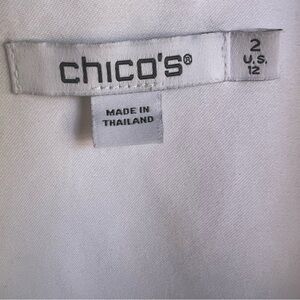 chico's®
2
U.S.
12
MADE IN
THAILAND